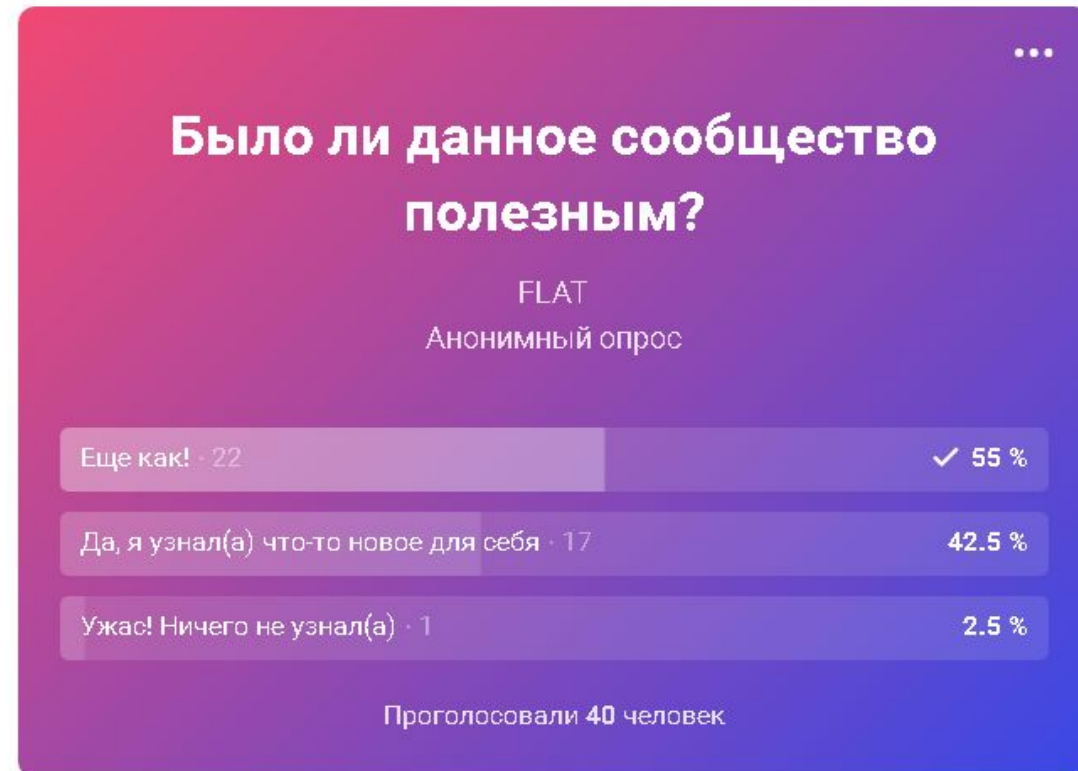 Было ли данное сообщество
полезным?
FLAT
Анонимный опрос
Еще как! · 22 55 %
Да, я узнал(а) что-то новое для себя · 17 42.5 %
Ужас! Ничего не узнал(а) · 1 2.5 %
Проголосовали 40 человек